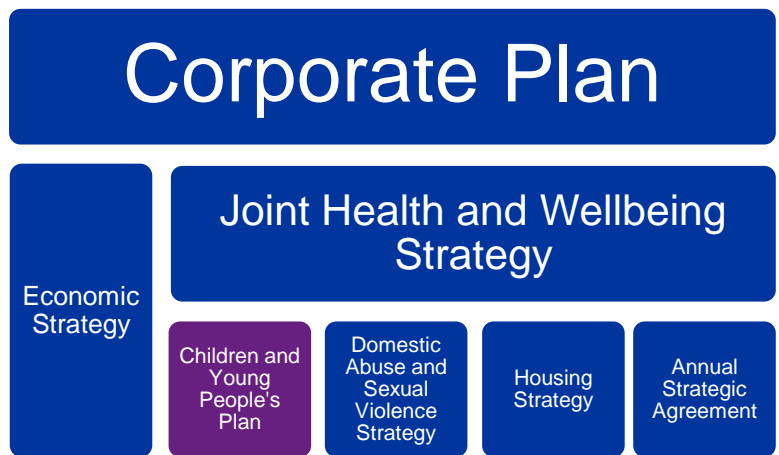 Corporate Plan
Joint Health and Wellbeing
Strategy
Economic
Strategy
Children and
Young
People's
Plan
Domestic
Abuse and
Sexual
Violence
Strategy
Housing
Strategy
Annual
Strategic
Agreement